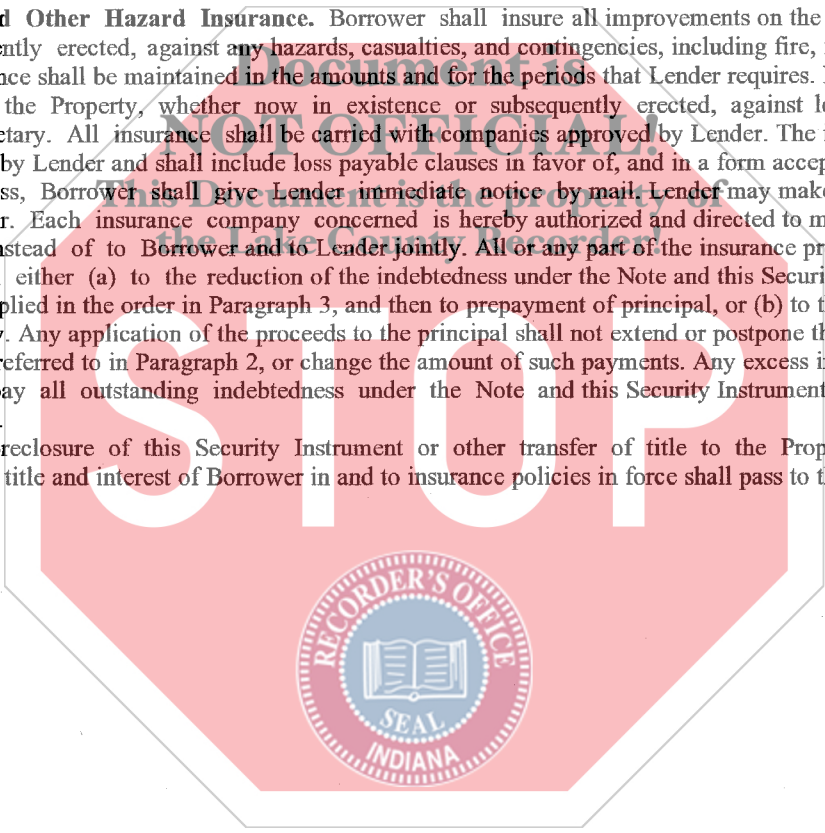 d Other Hazard Insurance. Borrower shall insure all improvements on the
ently erected, against any hazards, casualties, and contingencies, including fire,
nce shall be maintained in the amounts and for the periods that Lender requires.
the Property, whether now in existence or subsequently erected, against l
etary. All insurance shall be carried with companies approved by Lender. The
by Lender and shall include loss payable clauses in favor of, and in a form accep
ss, Borrower shall give Lender immediate notice by mail. Lender may mak
r. Each insurance company concerned is hereby authorized and directed to m
nstead of to Borrower and to Lender jointly. All or any part of the insurance pr
either (a) to the reduction of the indebtedness under the Note and this Securi
plied in the order in Paragraph 3, and then to prepayment of principal, or (b) to t
y. Any application of the proceeds to the principal shall not extend or postpone th
referred to in Paragraph 2, or change the amount of such payments. Any excess i
pay all outstanding indebtedness under the Note and this Security Instrument
.
reclosure of this Security Instrument or other transfer of title to the Prop
title and interest of Borrower in and to insurance policies in force shall pass to t
Document is
NOT OFFICIAL!
This Document is the property of
the Lake County Recorder!
STOP
RECORDER'S OFFICE
SEAL
INDIANA